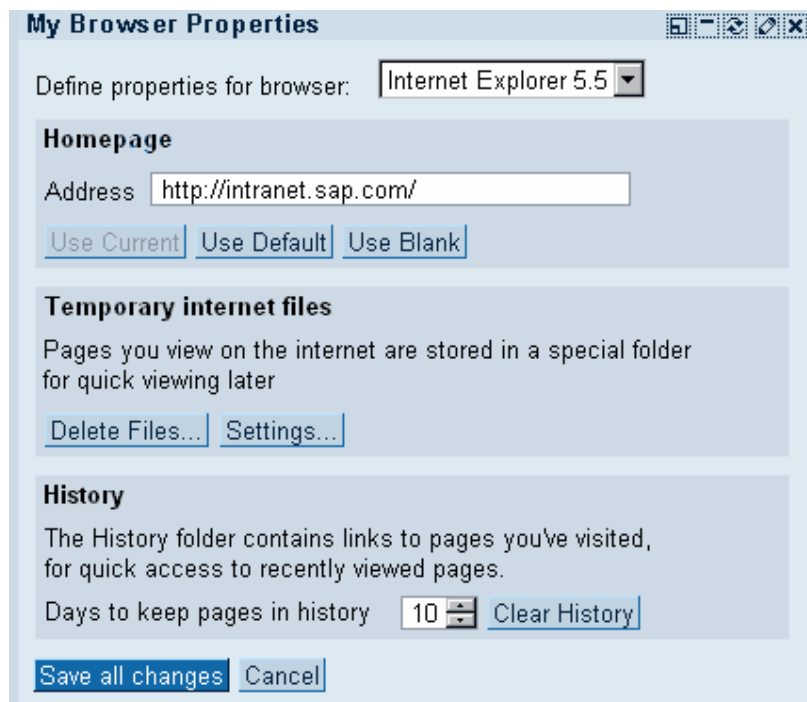 My Browser Properties
Define properties for browser: Internet Explorer 5.5
Homepage
Address http://intranet.sap.com/
Use Current Use Default Use Blank
Temporary internet files
Pages you view on the internet are stored in a special folder
for quick viewing later
Delete Files... Settings...
History
The History folder contains links to pages you've visited,
for quick access to recently viewed pages.
Days to keep pages in history 10 Clear History
Save all changes Cancel